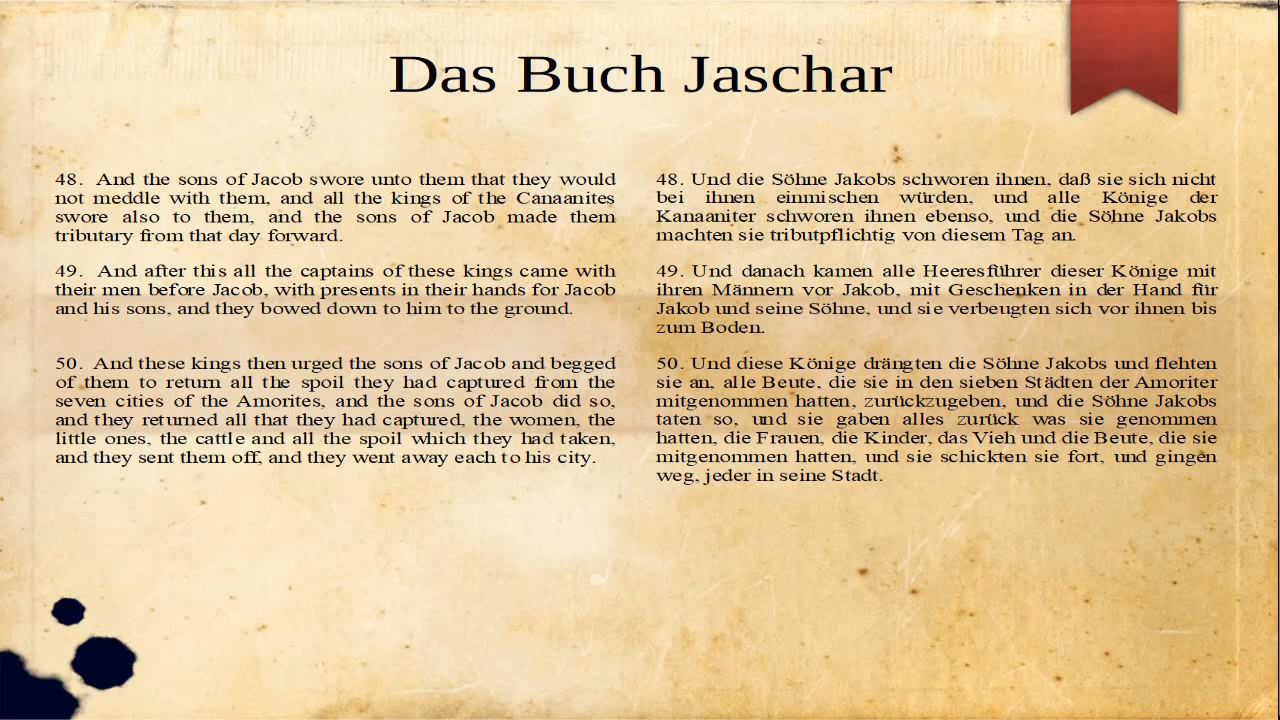 Das Buch Jaschar
48. And the sons of Jacob swore unto them that they would
not meddle with them, and all the kings of the Canaanites
swore also to them, and the sons of Jacob made them
tributary from that day forward.
49. And after this all the captains of these kings came with
their men before Jacob, with presents in their hands for Jacob
and his sons, and they bowed down to him to the ground.
50. And these kings then urged the sons of Jacob and begged
of them to return all the spoil they had captured from the
seven cities of the Amorites, and the sons of Jacob did so,
and they returned all that they had captured, the women, the
little ones, the cattle and all the spoil which they had taken,
and they sent them off, and they went away each to his city.
48. Und die Söhne Jakobs schworen ihnen, daß sie sich nicht
bei ihnen einmischen würden, und alle Könige der
Kanaaniter schworen ihnen ebenso, und die Söhne Jakobs
machten sie tributpflichtig von diesem Tag an.
49. Und danach kamen alle Heeresführer dieser Könige mit
ihren Männern vor Jakob, mit Geschenken in der Hand für
Jakob und seine Söhne, und sie verbeugten sich vor ihnen bis
zum Boden.
50. Und diese Könige drängten die Söhne Jakobs und flehten
sie an, alle Beute, die sie in den sieben Städten der Amoriter
mitgenommen hatten, zurückzugeben, und die Söhne Jakobs
taten so, und sie gaben alles zurück was sie genommen
hatten, die Frauen, die Kinder, das Vieh und die Beute, die sie
mitgenommen hatten, und sie schickten sie fort, und gingen
weg, jeder in seine Stadt.